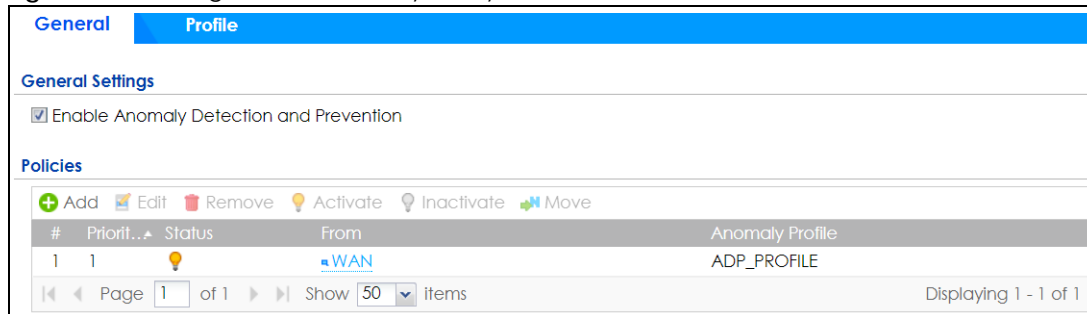 General Profile
General Settings
Enable Anomaly Detection and Prevention
Policies
Add Edit Remove Activate Inactivate Move
# Priorit... Status From Anomaly Profile
1 1 WAN ADP_PROFILE
Page 1 of 1 Show 50 items Displaying 1 - 1 of 1